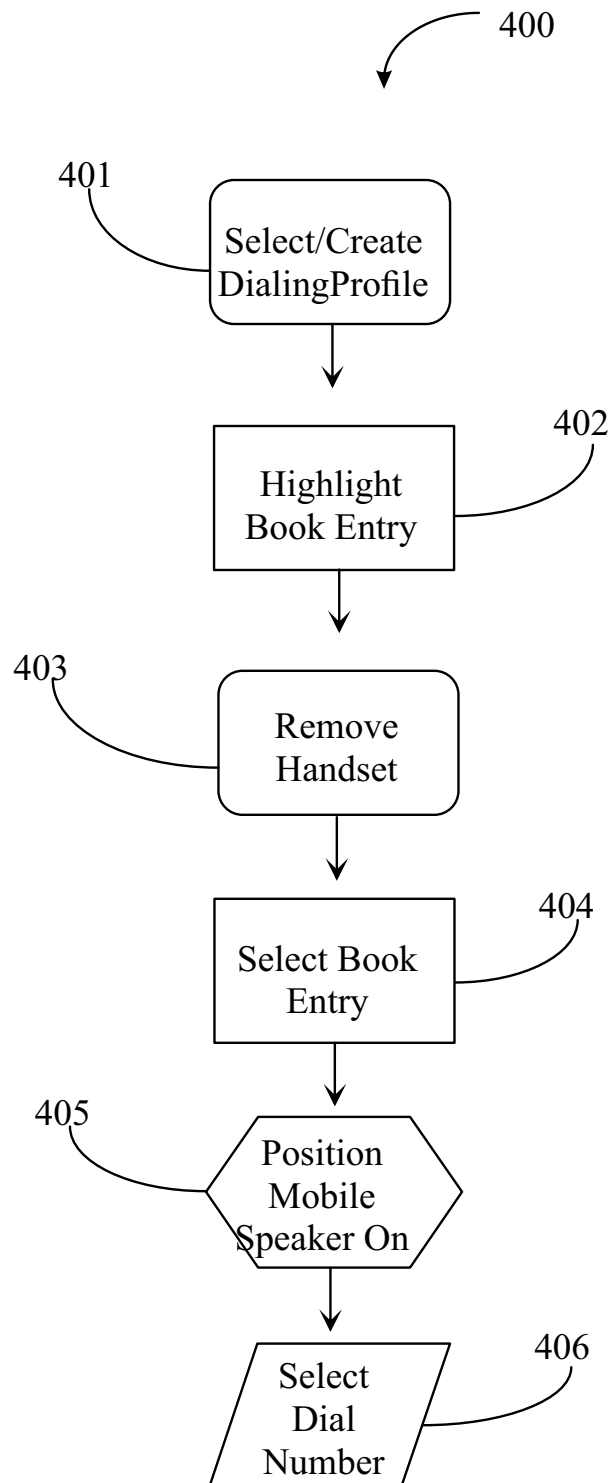 400
401
Select/Create
DialingProfile
402
Highlight
Book Entry
403
Remove
Handset
404
Select Book
Entry
405
Position
Mobile
Speaker On
406
Select
Dial
Number